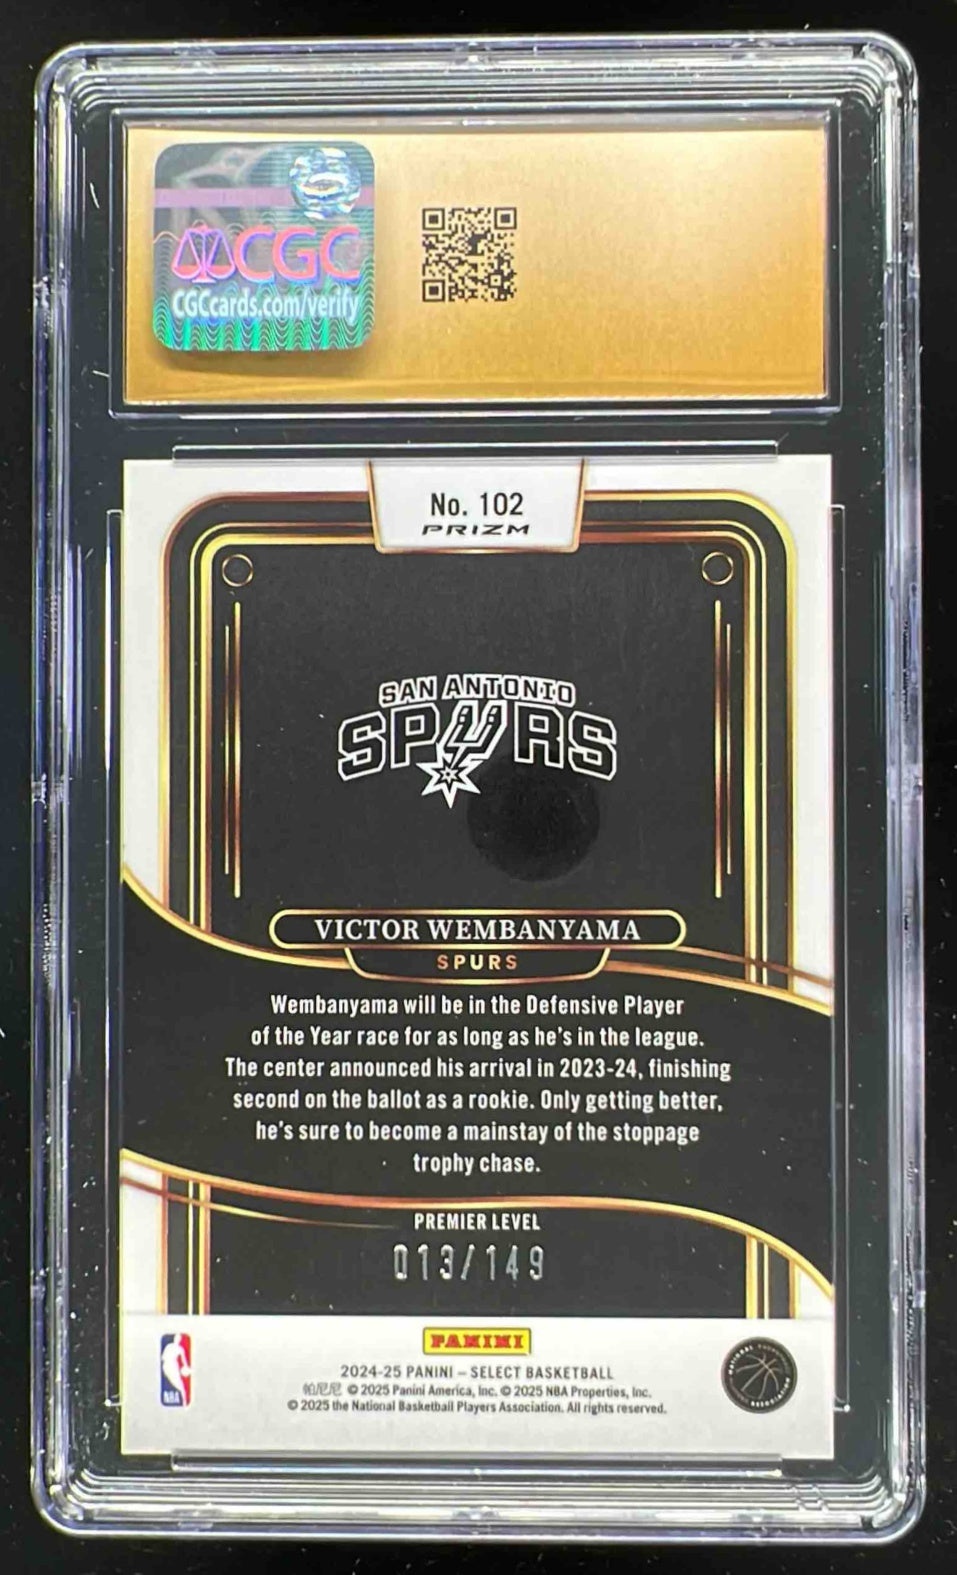 CGC
CGCcards.com/verify
No. 102
PRIZM
SAN ANTONIO
SPURS
VICTOR WEMBANYAMA
SPURS
Wembanyama will be in the Defensive Player
of the Year race for as long as he's in the league.
The center announced his arrival in 2023-24, finishing
second on the ballot as a rookie. Only getting better,
he's sure to become a mainstay of the stoppage
trophy chase.
PREMIER LEVEL
013/149
PANINI
2024-25 PANINI – SELECT BASKETBALL
帕尼尼 © 2025 Panini America, Inc. © 2025 NBA Properties, Inc.
© 2025 the National Basketball Players Association. All rights reserved.
NBA